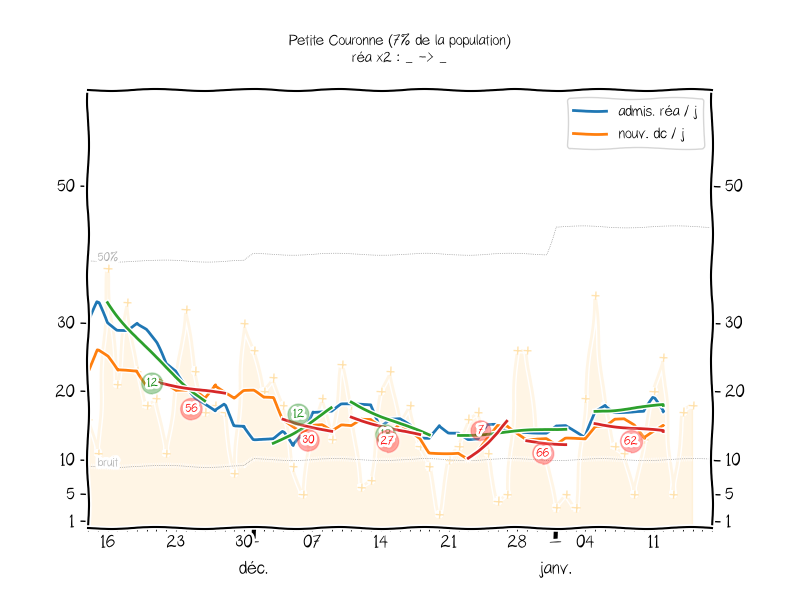 Petite Couronne (7% de la population)
réa x2 : _ -> _
admis. réa / j
nouv. dc / j
50 50
50%
30 30
20 20
12
56
12
30
27
7
66
62
10 10
bruit
5 5
1 1
16 23 30 07 14 21 28 04 11
déc. janv.